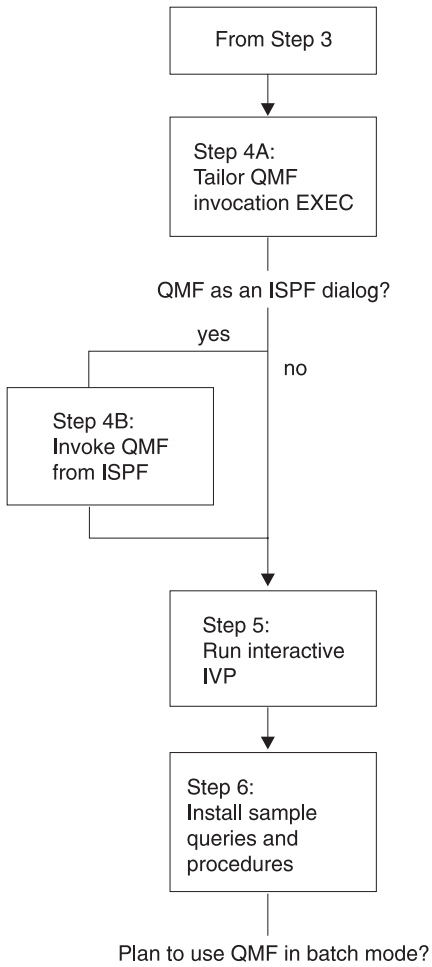 From Step 3
Step 4A:
Tailor QMF
invocation EXEC
QMF as an ISPF dialog?
yes
no
Step 4B:
Invoke QMF
from ISPF
Step 5:
Run interactive
IVP
Step 6:
Install sample
queries and
procedures
Plan to use QMF in batch mode?